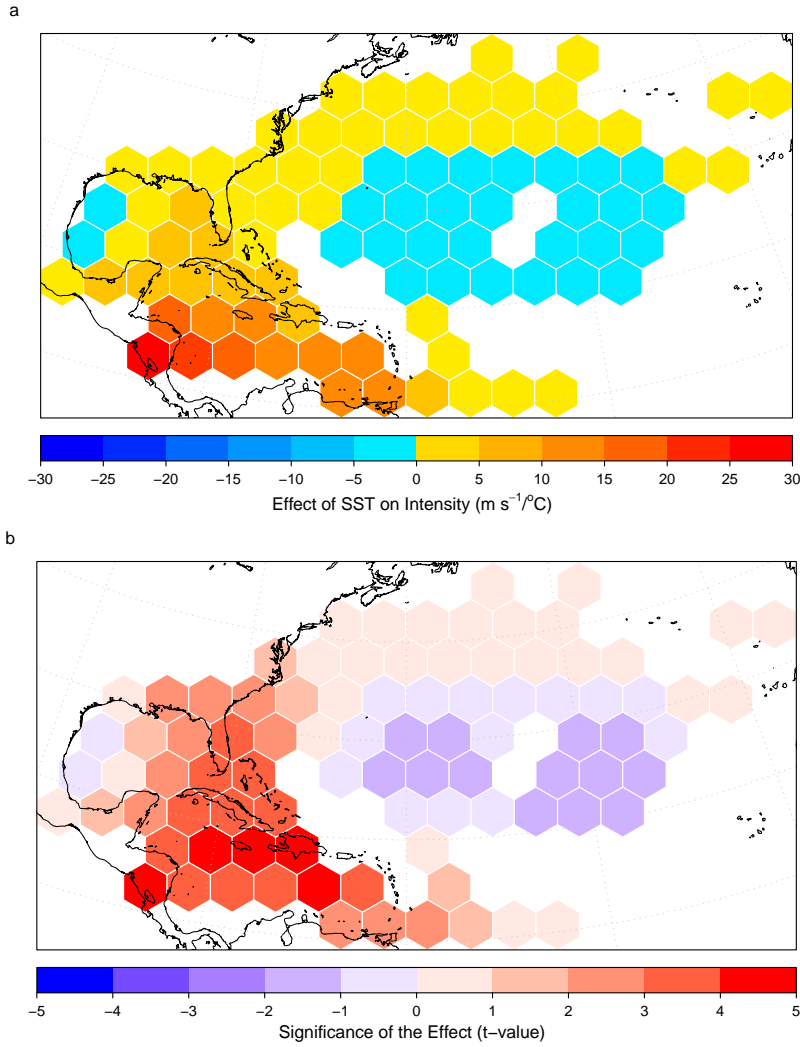 a
−30 −25 −20 −15 −10 −5 0 5 10 15 20 25 30
Effect of SST on Intensity (m s⁻¹/°C)
b
−5 −4 −3 −2 −1 0 1 2 3 4 5
Significance of the Effect (t−value)